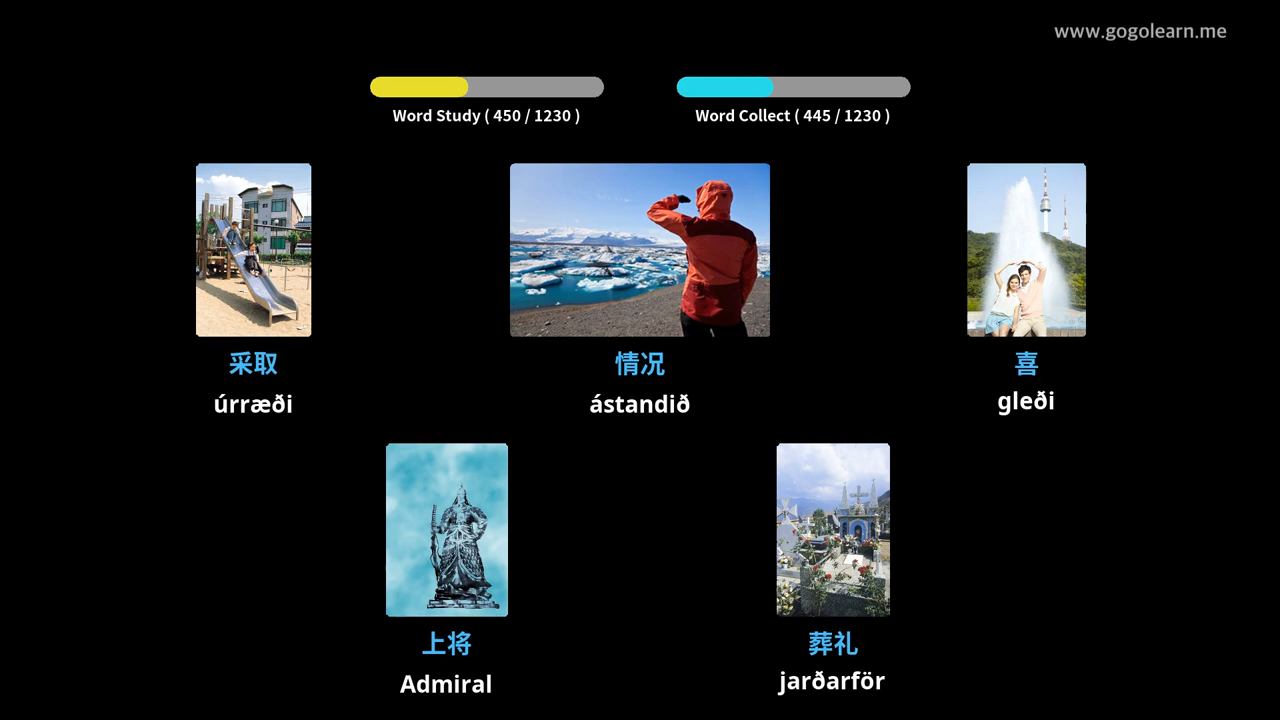 www.gogolearn.me
Word Study ( 450 / 1230 )
Word Collect ( 445 / 1230 )
采取
úrræði
情况
ástandið
喜
gleði
上将
Admiral
葬礼
jarðarför